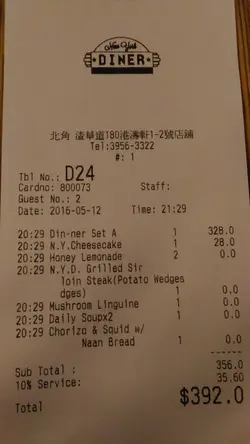 New York
DINER
北角 渣華道180港濤軒1-2號店鋪
Tel:3956-3322
#: 1
Tbl No.: D24
Cardno: 800073 Staff:
Guest No.: 2
Date: 2016-05-12 Time: 21:29
20:29 Din-ner Set A 1 328.0
20:29 N.Y.Cheesecake 1 28.0
20:29 Honey Lemonade 2 0.0
20:29 N.Y.D. Grilled Sir
loin Steak(Potato Wedges
dges) 1 0.0
20:29 Mushroom Linguine 1 0.0
20:29 Daily Soupx2 1 0.0
20:29 Chorizo & Squid w/
Naan Bread 1 0.0
------
Sub Total : 356.0
10% Service: 35.60
Total $392.0